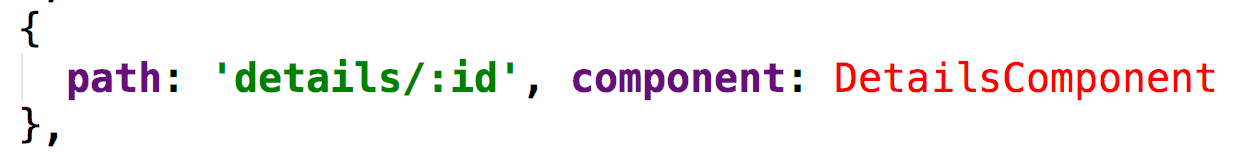 {
path: 'details/:id', component: DetailsComponent
},